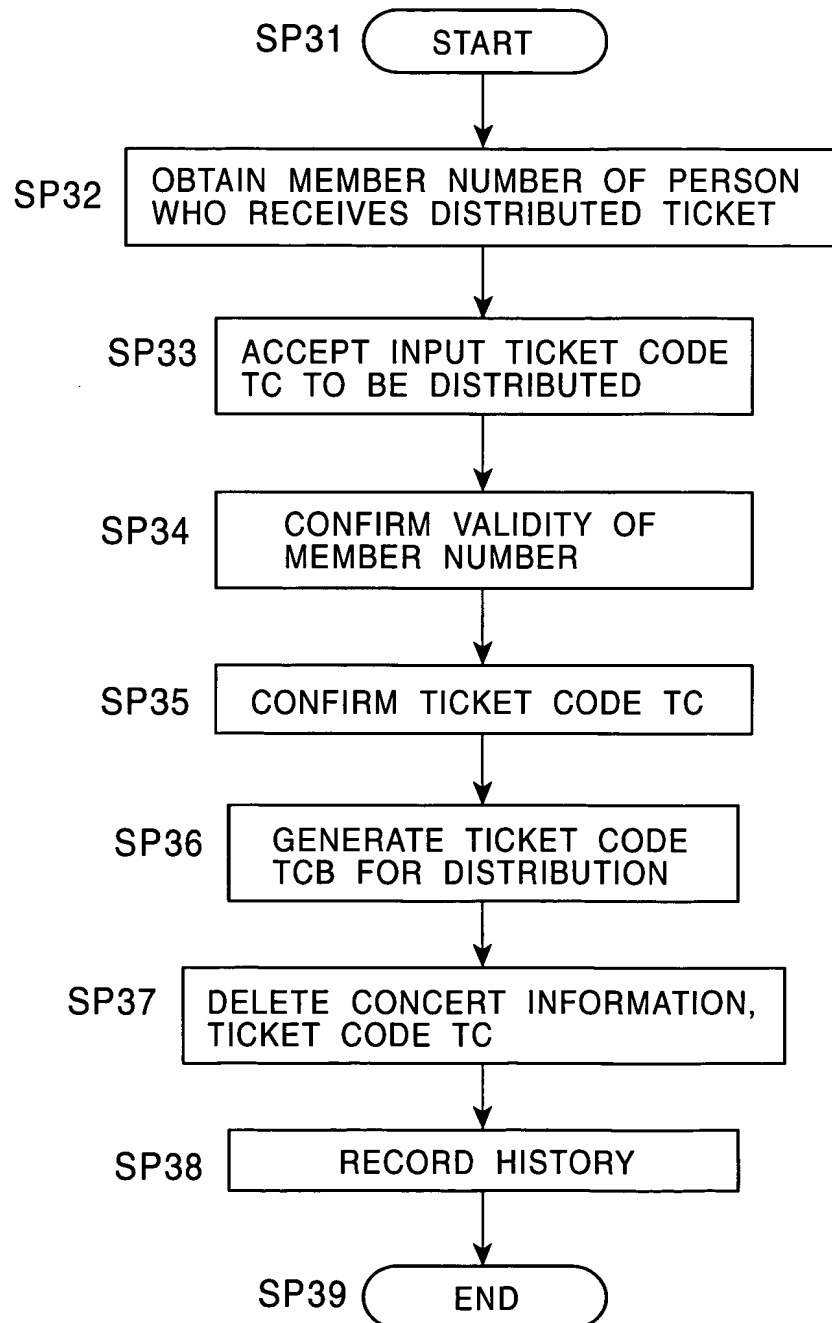 SP31 START
SP32 OBTAIN MEMBER NUMBER OF PERSON
WHO RECEIVES DISTRIBUTED TICKET
SP33 ACCEPT INPUT TICKET CODE
TC TO BE DISTRIBUTED
SP34 CONFIRM VALIDITY OF
MEMBER NUMBER
SP35 CONFIRM TICKET CODE TC
SP36 GENERATE TICKET CODE
TCB FOR DISTRIBUTION
SP37 DELETE CONCERT INFORMATION,
TICKET CODE TC
SP38 RECORD HISTORY
SP39 END